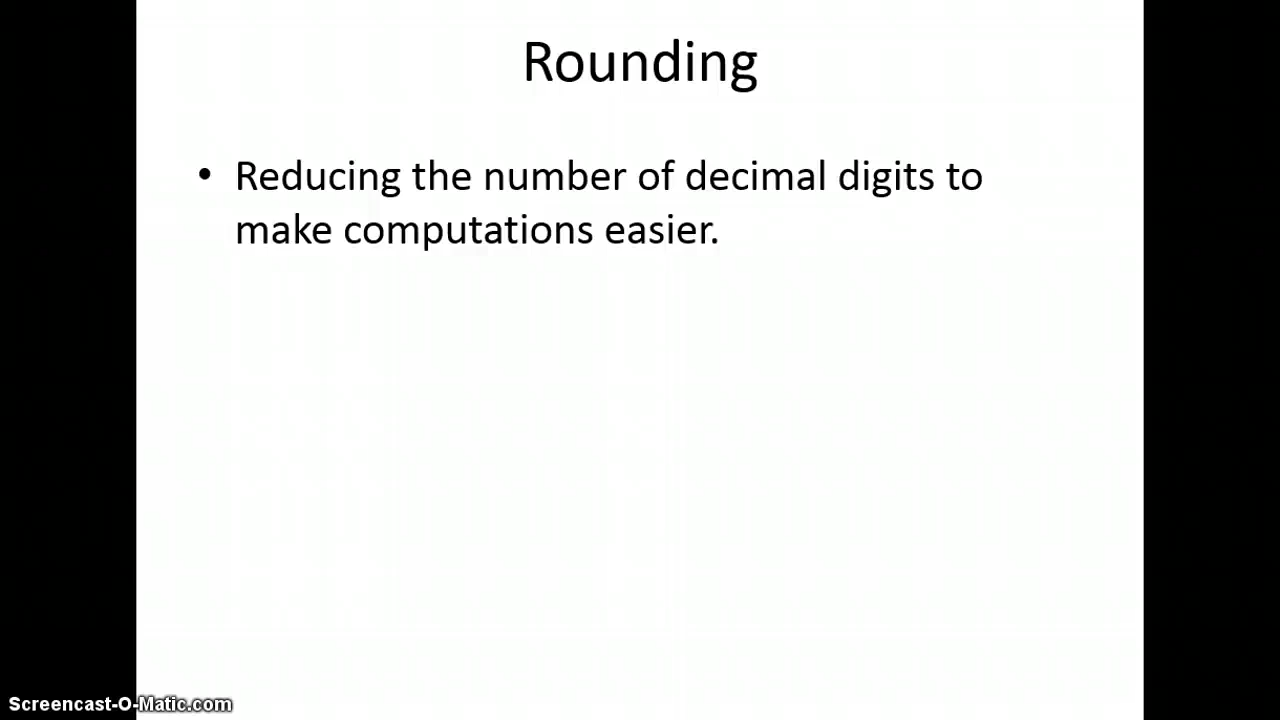 Rounding
• Reducing the number of decimal digits to
make computations easier.
Screencast-O-Matic.com